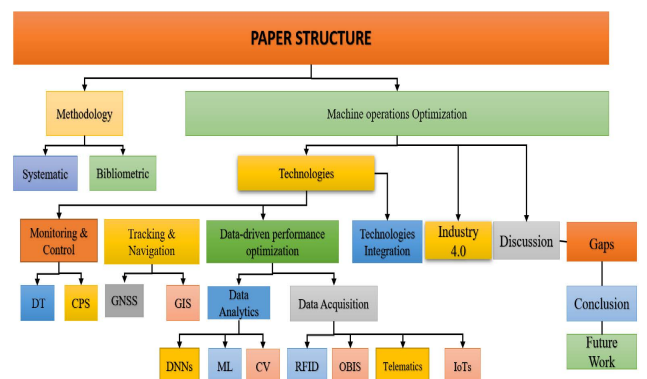 PAPER STRUCTURE
Methodology
Machine operations Optimization
Systematic
Bibliometric
Technologies
Monitoring &
Control
Tracking &
Navigation
Data-driven performance
optimization
Technologies
Integration
Industry
4.0
Discussion
Gaps
DT
CPS
GNSS
GIS
Data
Analytics
Data Acquisition
Conclusion
DNNs
ML
CV
RFID
OBIS
Telematics
IoTs
Future
Work